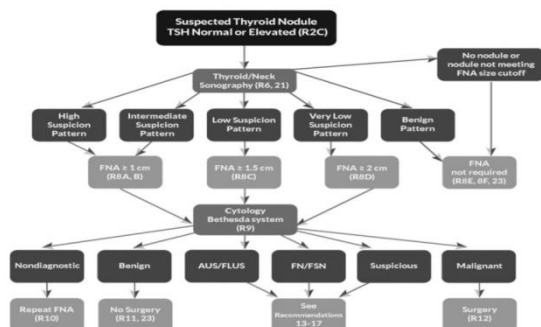 Suspected Thyroid Nodule
TSH Normal or Elevated (R2C)
No nodule or
nodule not meeting
FNA size cutoff
Thyroid/Neck
Sonography (R6, 21)
High
Suspicion
Pattern
Intermediate
Suspicion
Pattern
Low Suspicion
Pattern
Very Low
Suspicion
Pattern
Benign
Pattern
FNA ≥ 1 cm
(R8A, B)
FNA ≥ 1.5 cm
(R8C)
FNA ≥ 2 cm
(R8D)
FNA
not required
(R8E, 8F, 23)
Cytology
Bethesda system
(R9)
Nondiagnostic
Benign
AUS/FLUS
FN/FSN
Suspicious
Malignant
Repeat FNA
(R10)
No Surgery
(R11, 23)
See
Recommendations
13-17
Surgery
(R12)